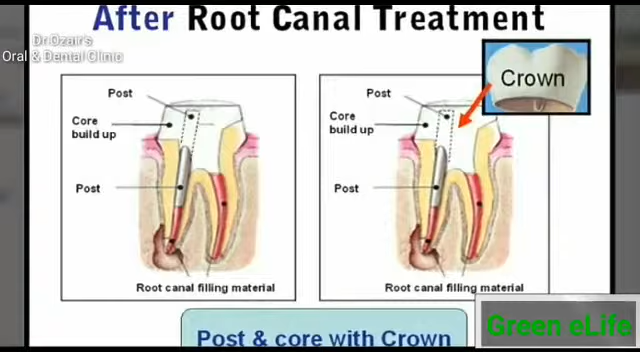 After Root Canal Treatment
Dr.Ozair's
Oral & Dental Clinic
Crown
Post
Core
build up
Post
Root canal filling material
Post
Core
build up
Post
Root canal filling material
Post & core with Crown
Green eLife